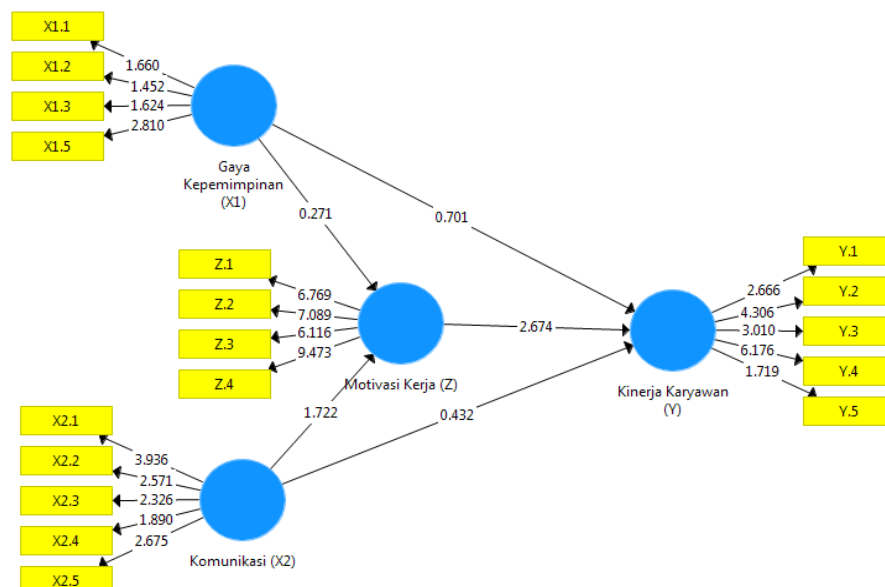 X1.1
X1.2
X1.3
X1.5
1.660
1.452
1.624
2.810
Gaya
Kepemimpinan
(X1)
0.271
0.701
Z.1
Z.2
Z.3
Z.4
6.769
7.089
6.116
9.473
Motivasi Kerja (Z)
2.674
Y.1
Y.2
Y.3
Y.4
Y.5
2.666
4.306
3.010
6.176
1.719
Kinerja Karyawan
(Y)
1.722
0.432
X2.1
X2.2
X2.3
X2.4
X2.5
3.936
2.571
2.326
1.890
2.675
Komunikasi (X2)